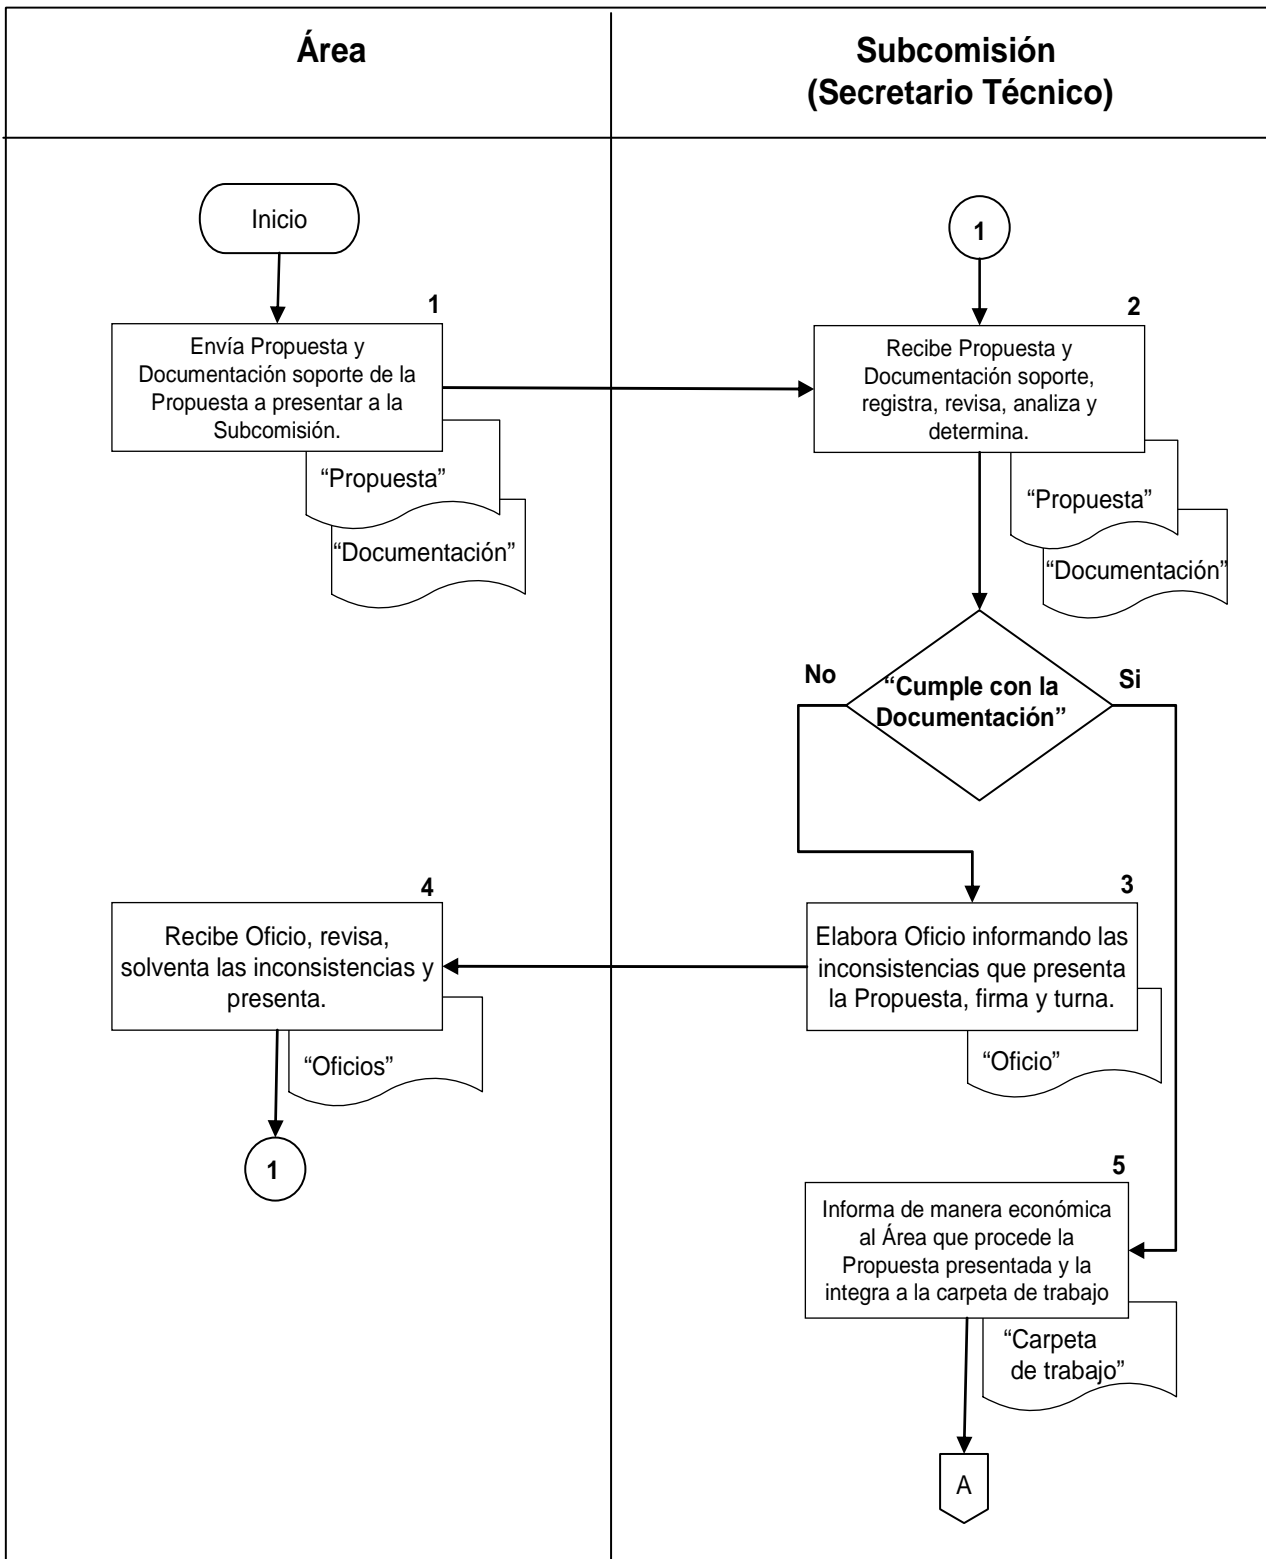 Área
Subcomisión
(Secretario Técnico)
Inicio
1
1
Envía Propuesta y
Documentación soporte de la
Propuesta a presentar a la
Subcomisión.
“Propuesta”
“Documentación”
2
Recibe Propuesta y
Documentación soporte,
registra, revisa, analiza y
determina.
“Propuesta”
“Documentación”
No
“Cumple con la
Documentación”
Si
3
Elabora Oficio informando las
inconsistencias que presenta
la Propuesta, firma y turna.
“Oficio”
4
Recibe Oficio, revisa,
solventa las inconsistencias y
presenta.
“Oficios”
1
5
Informa de manera económica
al Área que procede la
Propuesta presentada y la
integra a la carpeta de trabajo
“Carpeta
de trabajo”
A